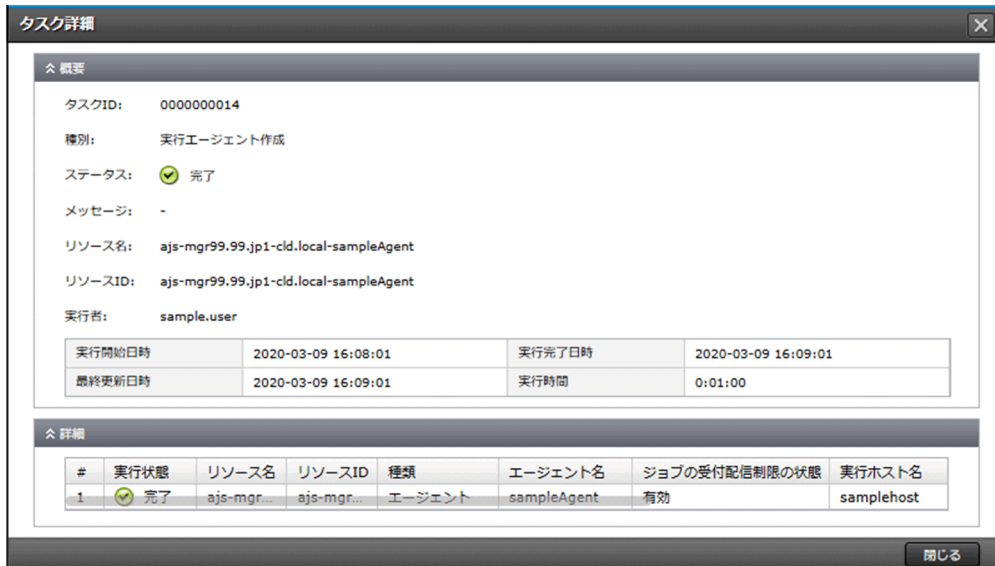 タスク詳細
概要
タスクID: 0000000014
種別: 実行エージェント作成
ステータス: 完了
メッセージ: -
リソース名: ajs-mgr99.99.jp1-cld.local-sampleAgent
リソースID: ajs-mgr99.99.jp1-cld.local-sampleAgent
実行者: sample.user
実行開始日時 2020-03-09 16:08:01 実行完了日時 2020-03-09 16:09:01
最終更新日時 2020-03-09 16:09:01 実行時間 0:01:00
詳細
# 実行状態 リソース名 リソースID 種類 エージェント名 ジョブの受付配信制限の状態 実行ホスト名
1 完了 ajs-mgr... ajs-mgr... エージェント sampleAgent 有効 samplehost
閉じる